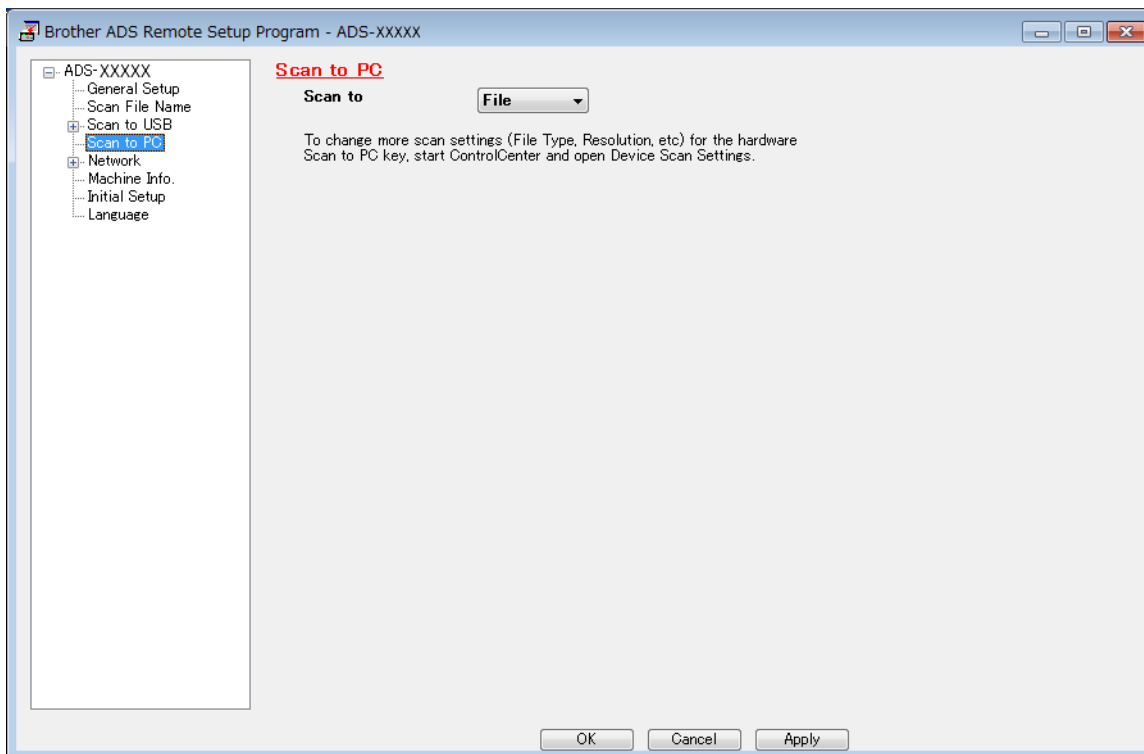 Brother ADS Remote Setup Program - ADS-XXXXX
ADS-XXXXX
General Setup
Scan File Name
Scan to USB
Scan to PC
Network
Machine Info.
Initial Setup
Language
Scan to PC
Scan to File
To change more scan settings (File Type, Resolution, etc) for the hardware
Scan to PC key, start ControlCenter and open Device Scan Settings.
OK Cancel Apply